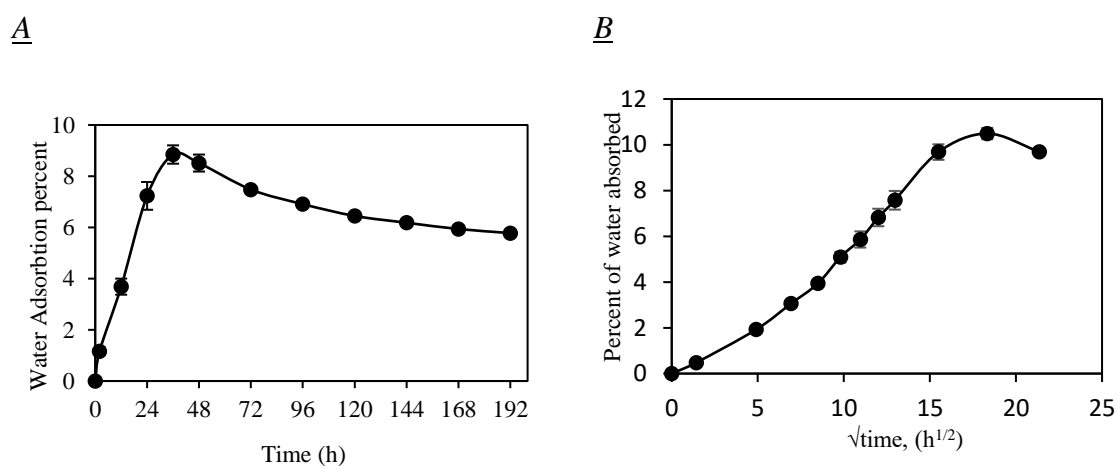 A
B
Water Adsorbtion percent
10
8
6
4
2
0
0 24 48 72 96 120 144 168 192
Time (h)
Percent of water absorbed
12
10
8
6
4
2
0
0 5 10 15 20 25
√time, (h1/2)